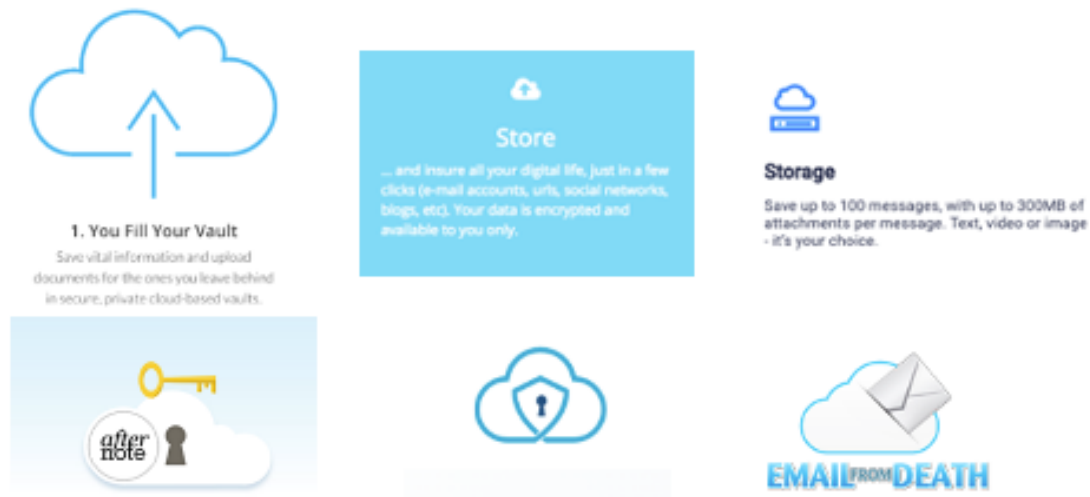 1. You Fill Your Vault
Save vital information and upload
documents for the ones you leave behind
in secure, private cloud-based vaults.
Store
... and insure all your digital life, just in a few
clicks (e-mail accounts, urls, social networks,
blogs, etc). Your data is encrypted and
available to you only.
Storage
Save up to 100 messages, with up to 300MB of
attachments per message. Text, video or image
- it's your choice.
after
note
EMAIL FROM DEATH